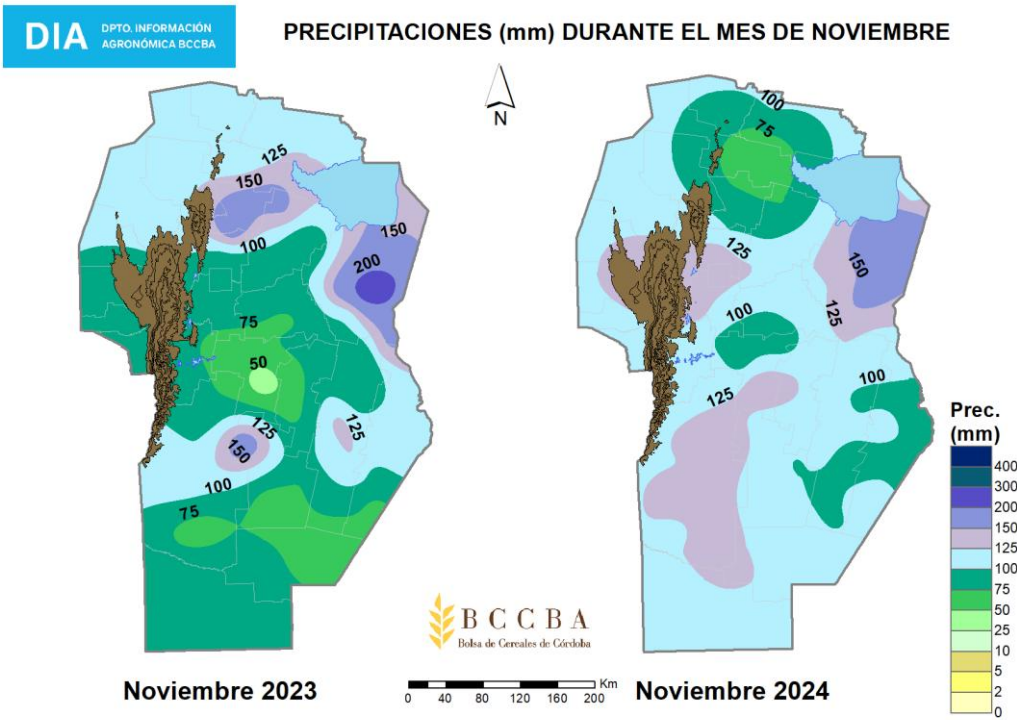 DIA
DPTO. INFORMACIÓN
AGRONÓMICA BCCBA
PRECIPITACIONES (mm) DURANTE EL MES DE NOVIEMBRE
N
125
150
100
150
200
75
50
125
150
125
100
75
100
75
125
150
125
100
125
100
Prec.
(mm)
400
300
200
150
125
100
75
50
25
10
5
2
0
BCCBA
Bolsa de Cereales de Córdoba
Noviembre 2023
0 40 80 120 160 200 Km
Noviembre 2024